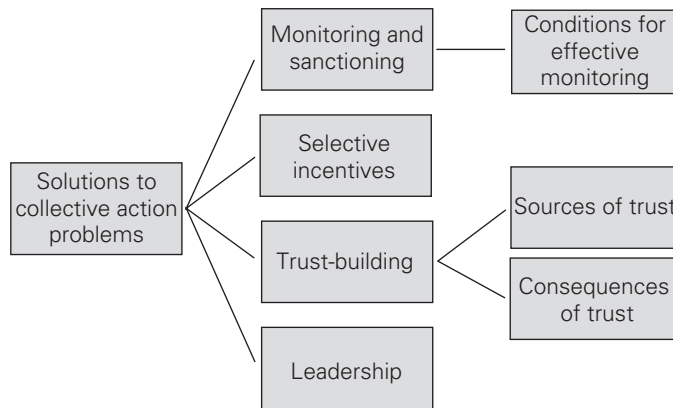 Solutions to
collective action
problems
Monitoring and
sanctioning
Conditions for
effective
monitoring
Selective
incentives
Trust-building
Sources of trust
Consequences
of trust
Leadership